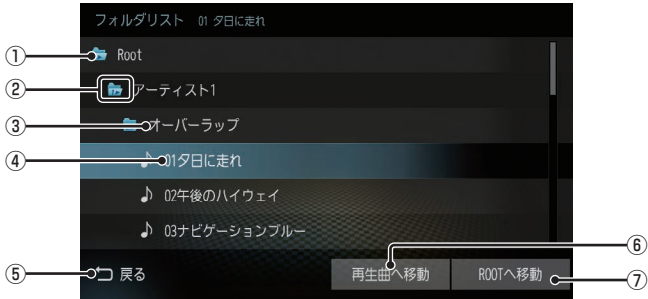 フォルダリスト 01 夕日に走れ
① Root
② アーティスト1
③ オーバーラップ
④ 01夕日に走れ
02午後のハイウェイ
03ナビゲーションブルー
⑥
⑤ 戻る 再生曲へ移動 ROOTへ移動 ⑦